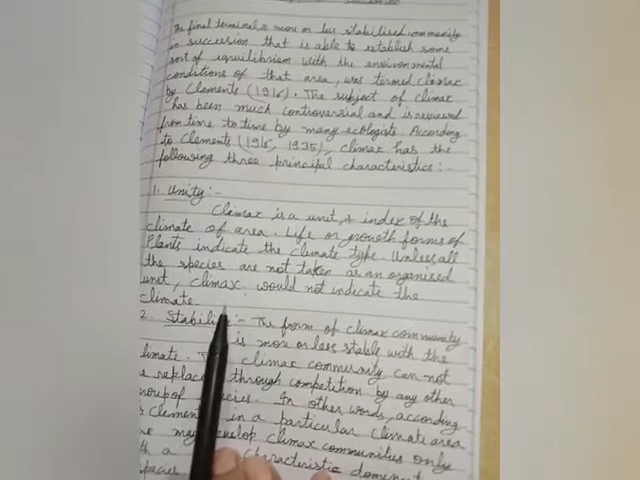 The final terminal & more or less stabilised community
in succession that is able to establish some
sort of equilibrium with the environmental
conditions of that area, was termed climax
by Clements (1916). The subject of climax
has been much controversial and is reviewed
from time to time by many ecologists. According
to Clements (1916, 1935), climax has the
following three principal characteristics:-
1. Unity:-
Climax is a unit, & index of the
climate of area. Life or growth forms of
Plants indicate the climate type. Unless all
the species are not taken as an organised
unit, climax would not indicate the
climate.
2. Stability:- The form of climax community
is more or less stable with the
climate. climax community can not
replac through competition by any other
group of species. In other words, according
Clement in a particular climate area
may develop climax communities only
a characteristic dominant
species